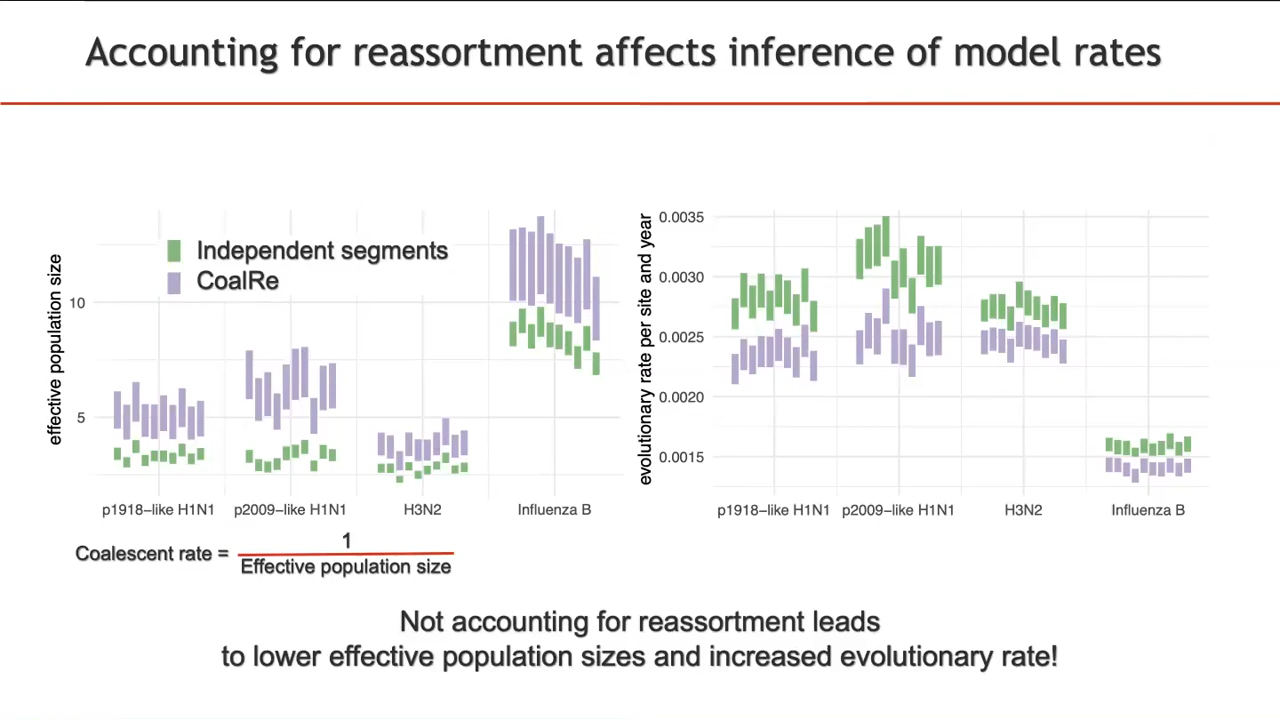 Accounting for reassortment affects inference of model rates
effective population size
10
5
Independent segments
CoalRe
p1918–like H1N1
p2009–like H1N1
H3N2
Influenza B
evolutionary rate per site and year
0.0035
0.0030
0.0025
0.0020
0.0015
p1918–like H1N1
p2009–like H1N1
H3N2
Influenza B
Coalescent rate =
1
Effective population size
Not accounting for reassortment leads
to lower effective population sizes and increased evolutionary rate!